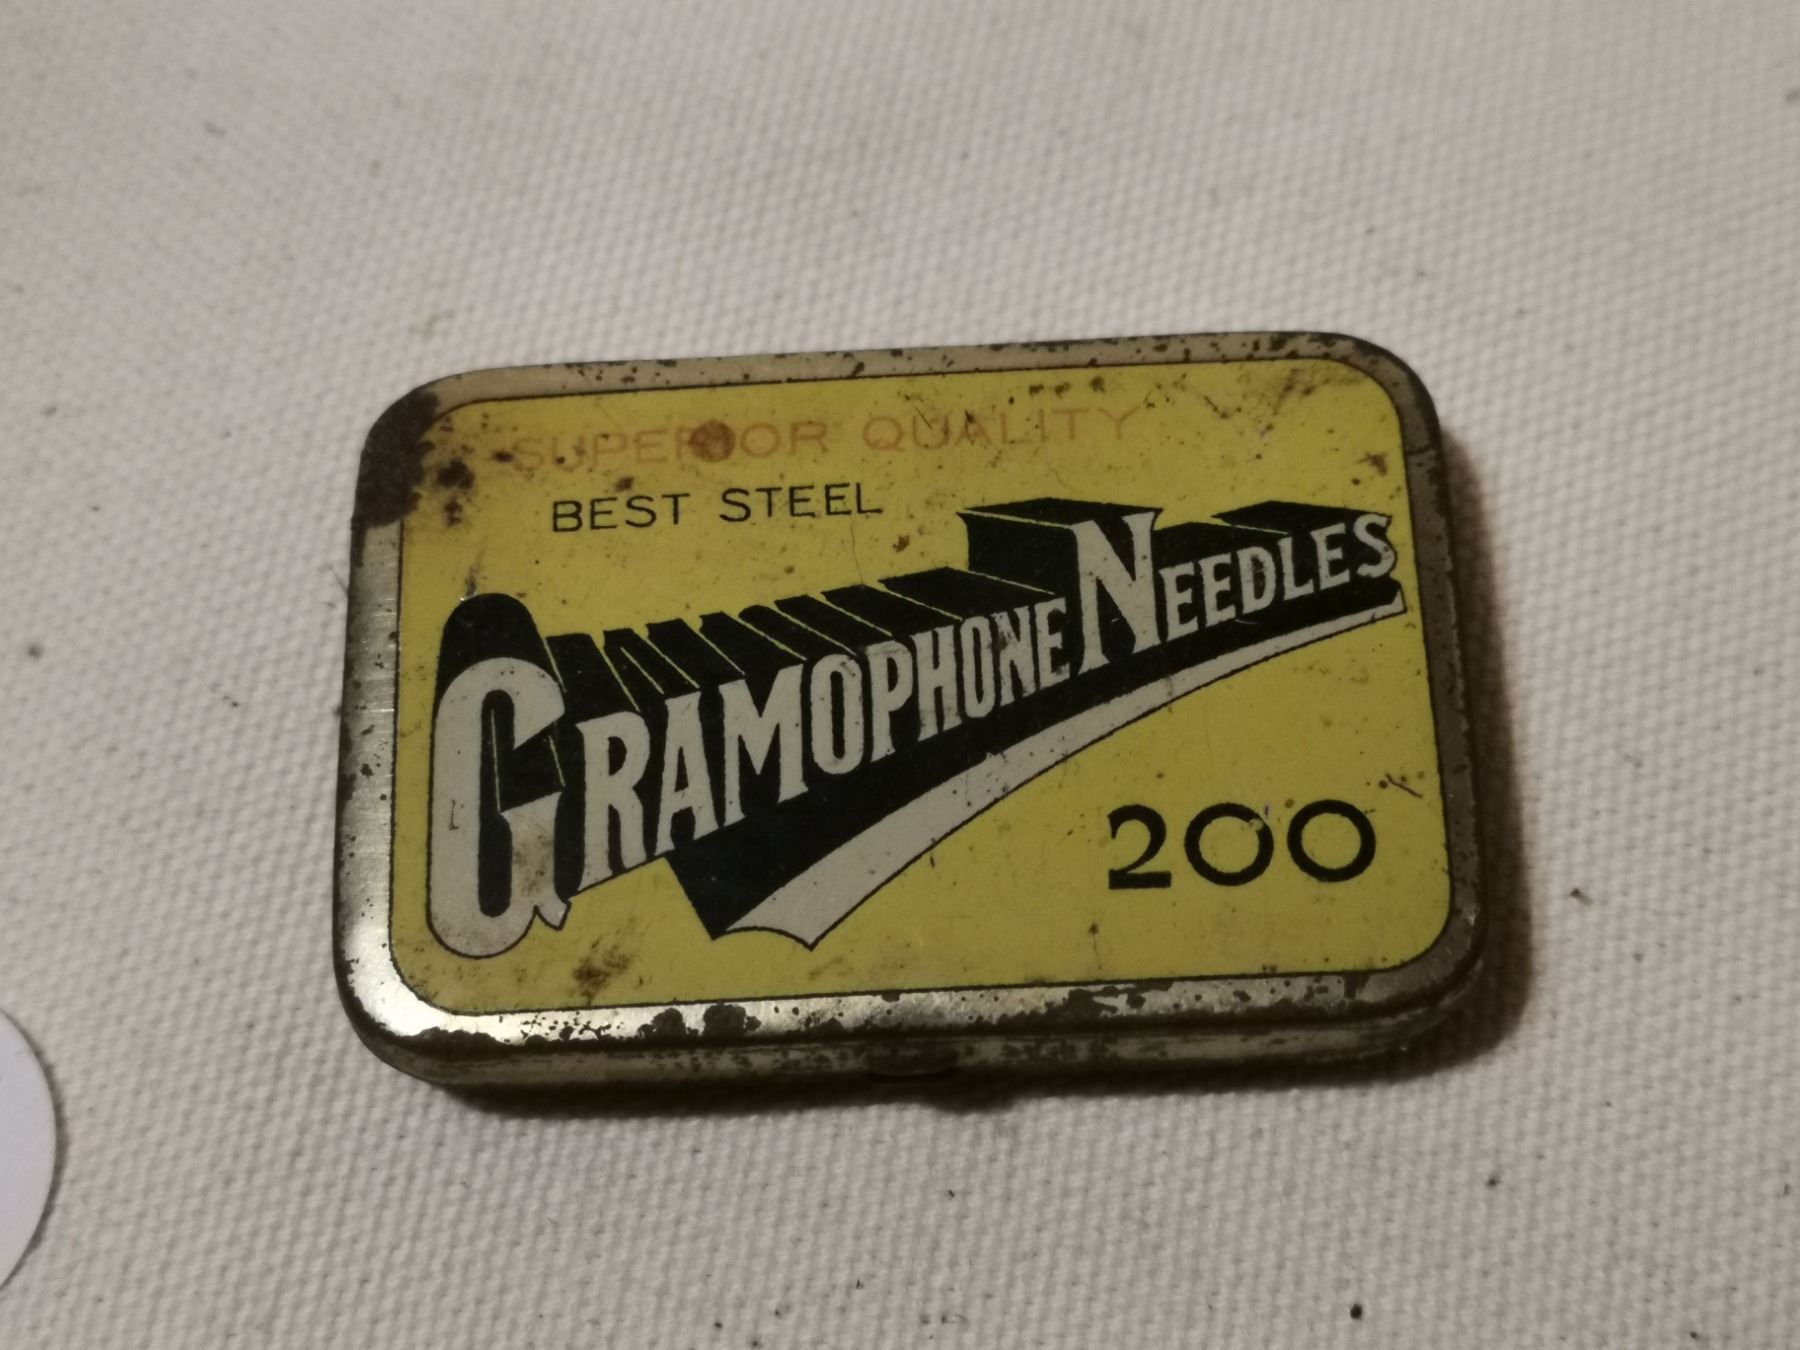 SUPERIOR QUALITY
BEST STEEL
GRAMOPHONE NEEDLES
200